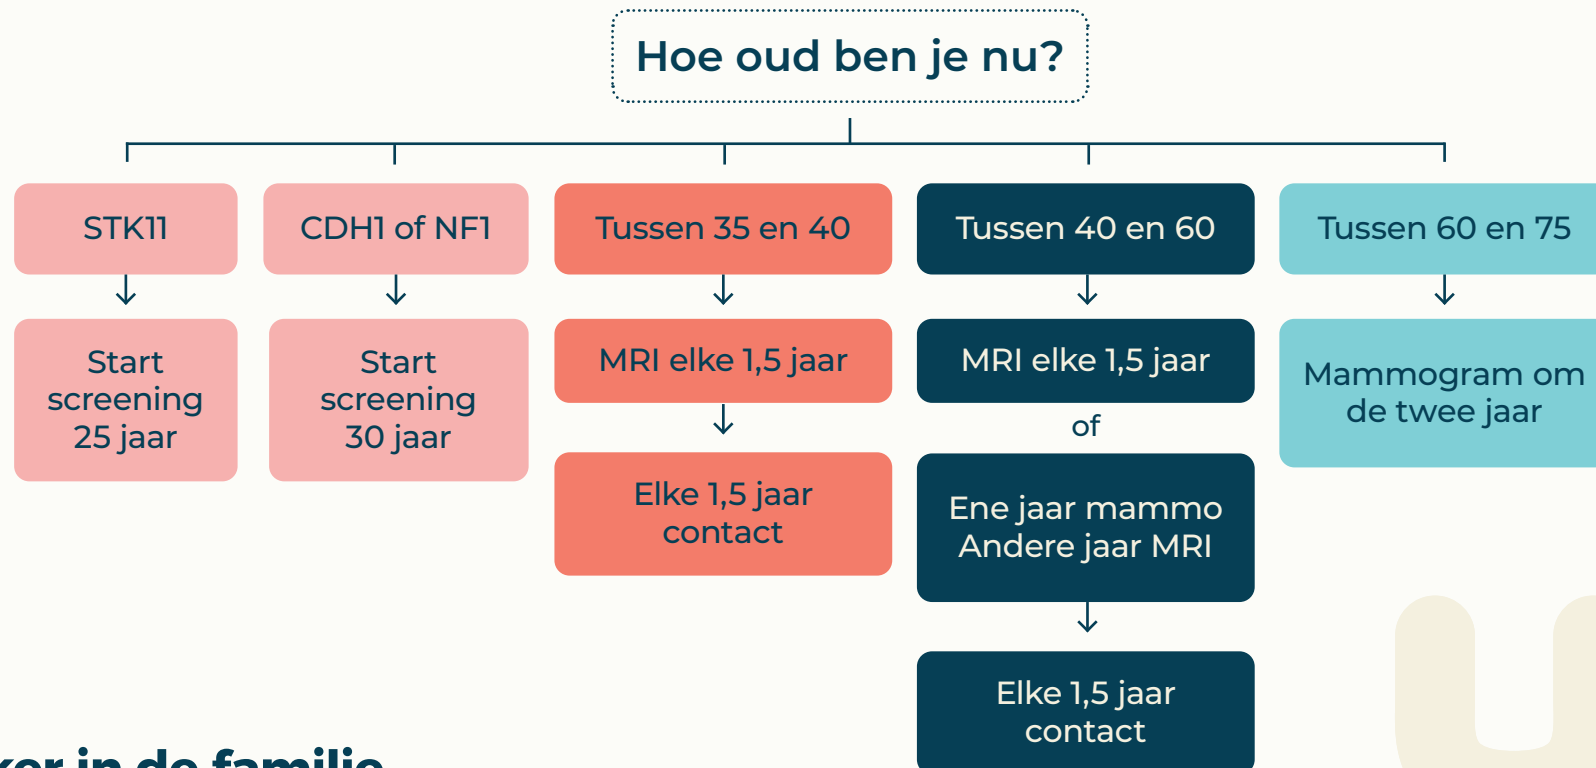 Hoe oud ben je nu?
STK11
Start
screening
25 jaar
CDH1 of NF1
Start
screening
30 jaar
Tussen 35 en 40
MRI elke 1,5 jaar
Elke 1,5 jaar
contact
Tussen 40 en 60
MRI elke 1,5 jaar
of
Ene jaar mammo
Andere jaar MRI
Elke 1,5 jaar
contact
Tussen 60 en 75
Mammogram om
de twee jaar
in de familie